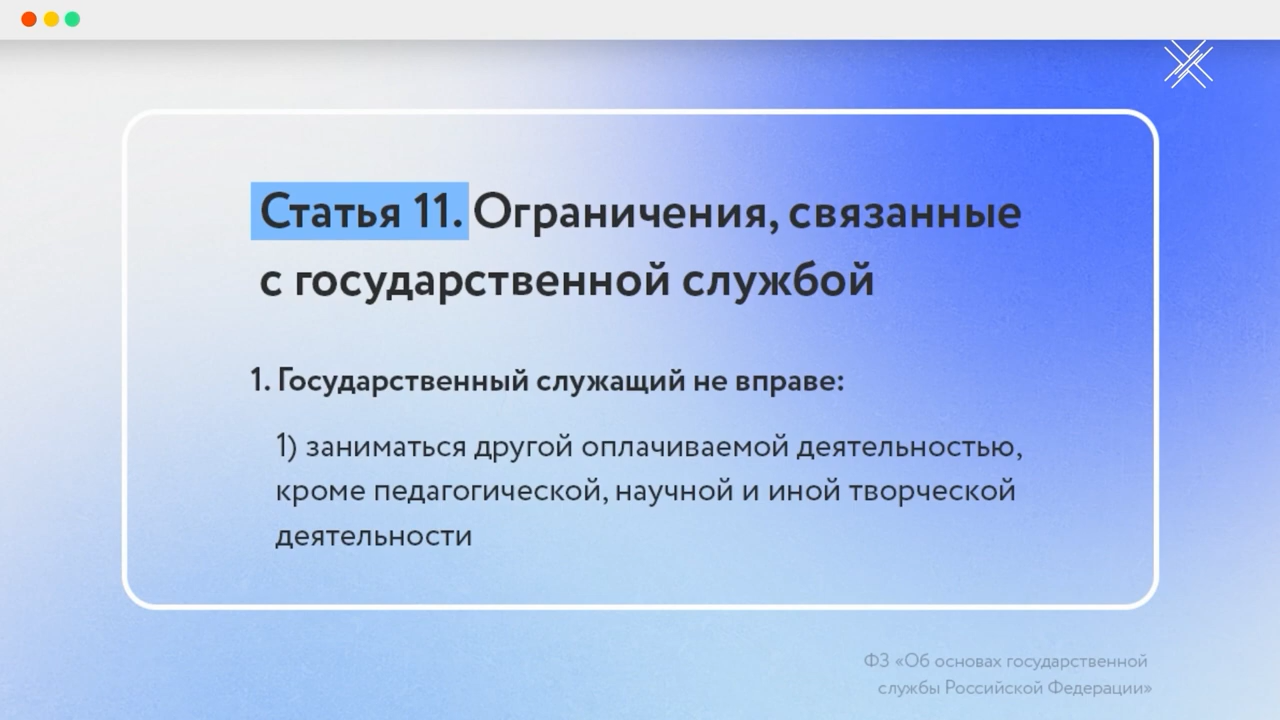 Статья 11. Ограничения, связанные
с государственной службой
1. Государственный служащий не вправе:
1) заниматься другой оплачиваемой деятельностью,
кроме педагогической, научной и иной творческой
деятельности
ФЗ «Об основах государственной
службы Российской Федерации»